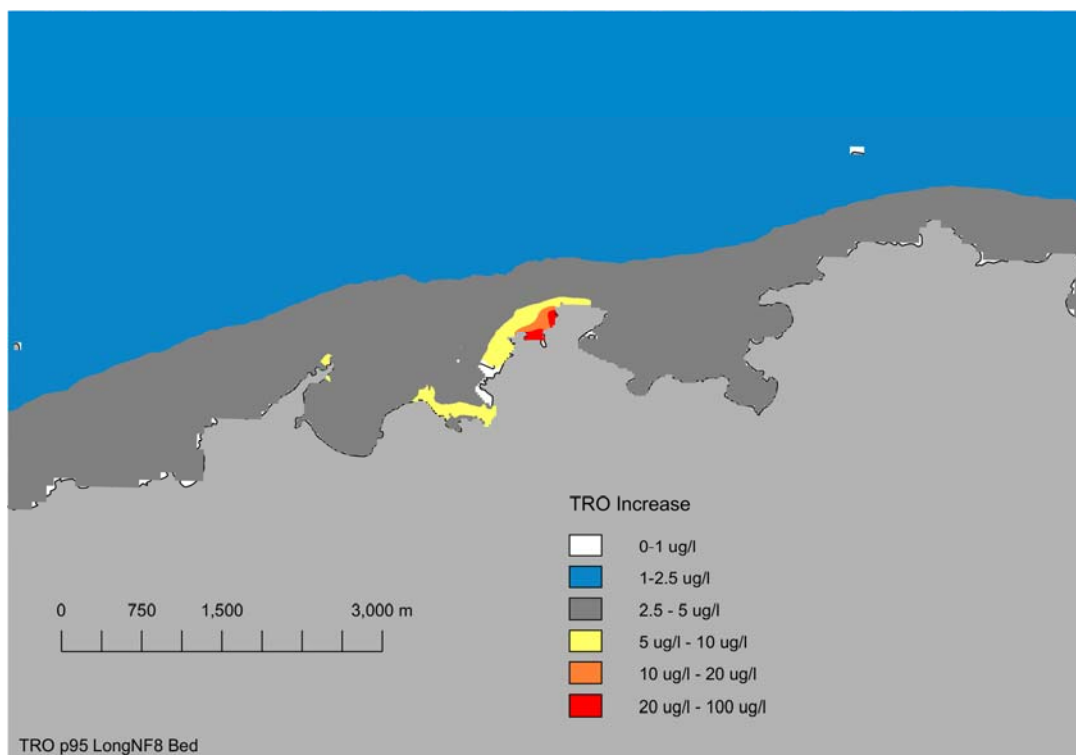 TRO Increase
0-1 ug/l
1-2.5 ug/l
2.5 - 5 ug/l
5 ug/l - 10 ug/l
10 ug/l - 20 ug/l
20 ug/l - 100 ug/l
0 750 1,500 3,000 m
TRO p95 LongNF8 Bed